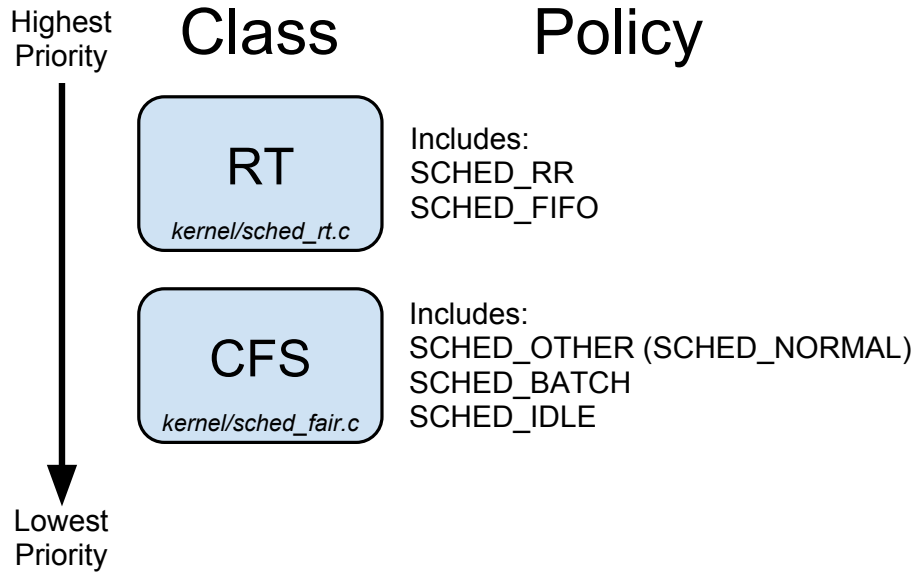 Highest
Priority
Class
Policy
RT
kernel/sched_rt.c
Includes:
SCHED_RR
SCHED_FIFO
CFS
kernel/sched_fair.c
Includes:
SCHED_OTHER (SCHED_NORMAL)
SCHED_BATCH
SCHED_IDLE
Lowest
Priority